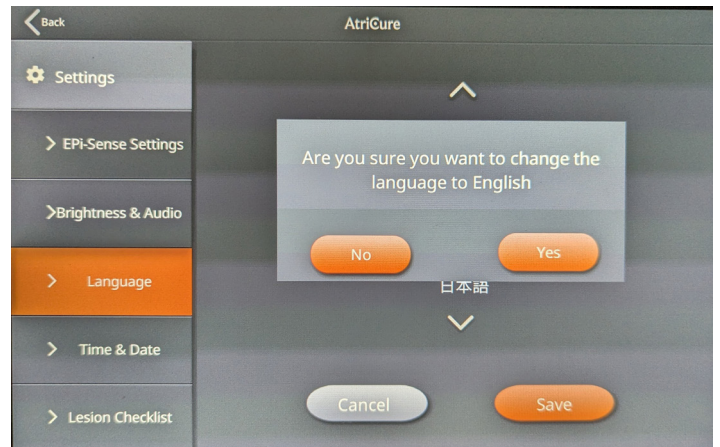 Back
AtriCure
Settings
EPi-Sense Settings
Brightness & Audio
Language
Time & Date
Lesion Checklist
Are you sure you want to change the
language to English
No
Yes
日本語
Cancel
Save